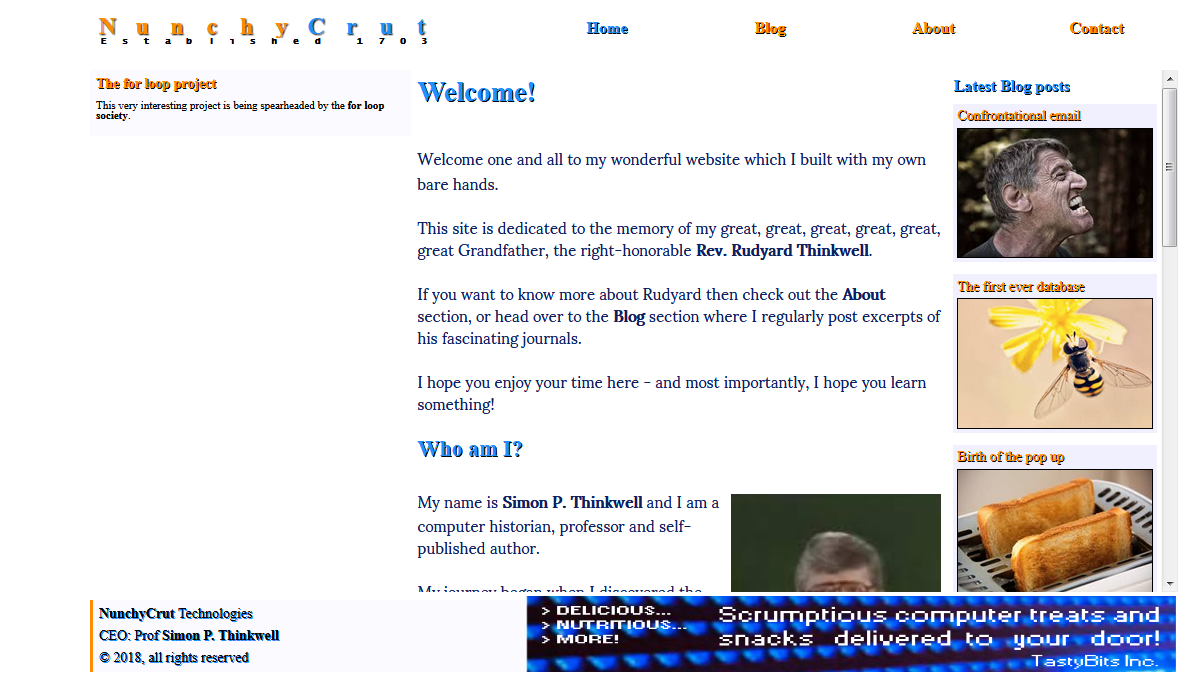 NunchyCrut
Established 1703
Home Blog About Contact
The for loop project
This very interesting project is being spearheaded by the for loop
society.
Welcome!
Welcome one and all to my wonderful website which I built with my own
bare hands.
This site is dedicated to the memory of my great, great, great, great, great,
great Grandfather, the right-honorable Rev. Rudyard Thinkwell.
If you want to know more about Rudyard then check out the About
section, or head over to the Blog section where I regularly post excerpts of
his fascinating journals.
I hope you enjoy your time here - and most importantly, I hope you learn
something!
Who am I?
My name is Simon P. Thinkwell and I am a
computer historian, professor and self-
published author.
My journey began when I discovered the
Latest Blog posts
Confrontational email
The first ever database
Birth of the pop up
NunchyCrut Technologies
CEO: Prof Simon P. Thinkwell
© 2018, all rights reserved
> DELICIOUS...
> NUTRITIOUS...
> MORE!
Scrumptious computer treats and
snacks delivered to your door!
TastyBits Inc.